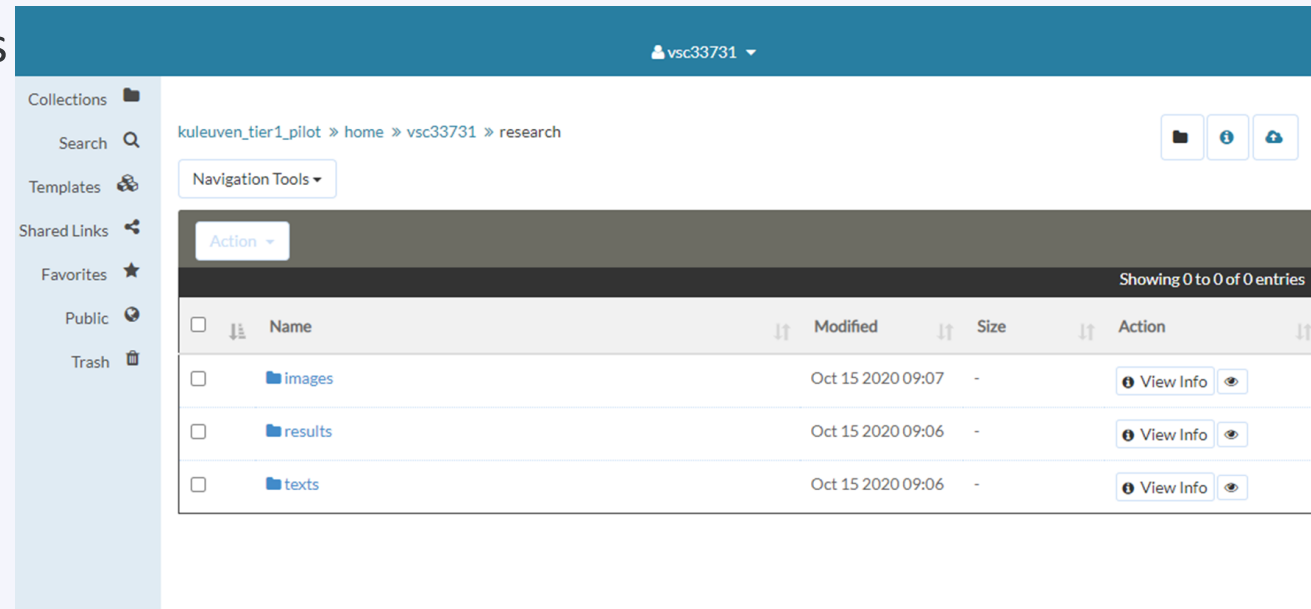 s
vsc33731
Collections
Search
Templates
Shared Links
Favorites
Public
Trash
kuleuven_tier1_pilot » home » vsc33731 » research
Navigation Tools
Action
Showing 0 to 0 of 0 entries
Name Modified Size Action
images Oct 15 2020 09:07 - View Info
results Oct 15 2020 09:06 - View Info
texts Oct 15 2020 09:06 - View Info